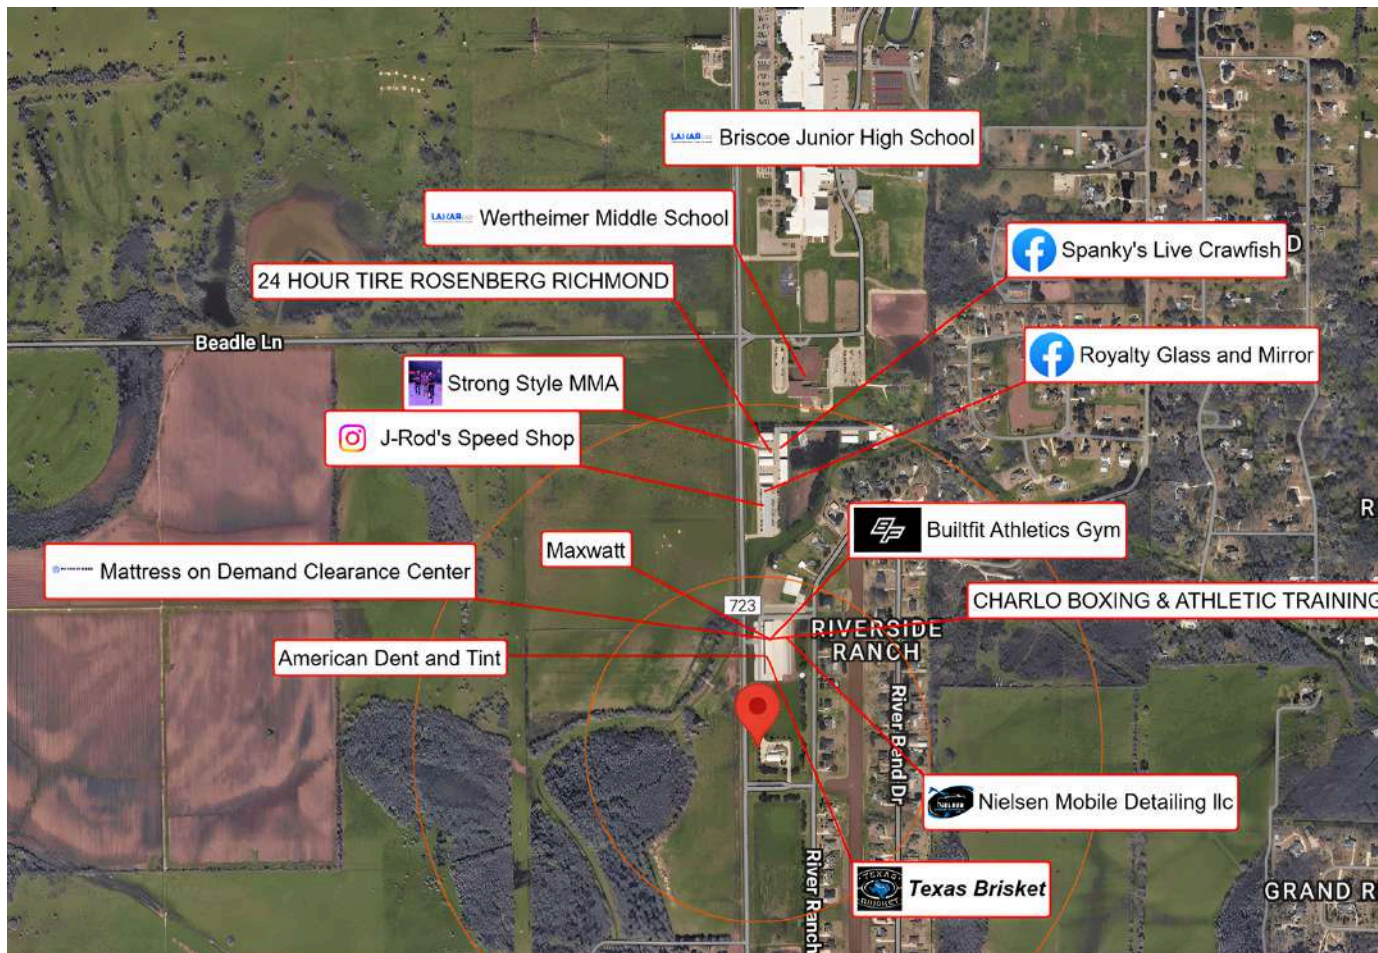 Briscoe Junior High School
Wertheimer Middle School
Spanky's Live Crawfish
D
24 HOUR TIRE ROSENBERG RICHMOND
Beadle Ln
Royalty Glass and Mirror
Strong Style MMA
J-Rod's Speed Shop
R
Builtfit Athletics Gym
Maxwatt
Mattress on Demand Clearance Center
723
CHARLO BOXING & ATHLETIC TRAINING
RIVERSIDE
RANCH
American Dent and Tint
River Bend Dr
Nielsen Mobile Detailing llc
River Ranch
TEXAS
BRISKET
Texas Brisket
GRAND R